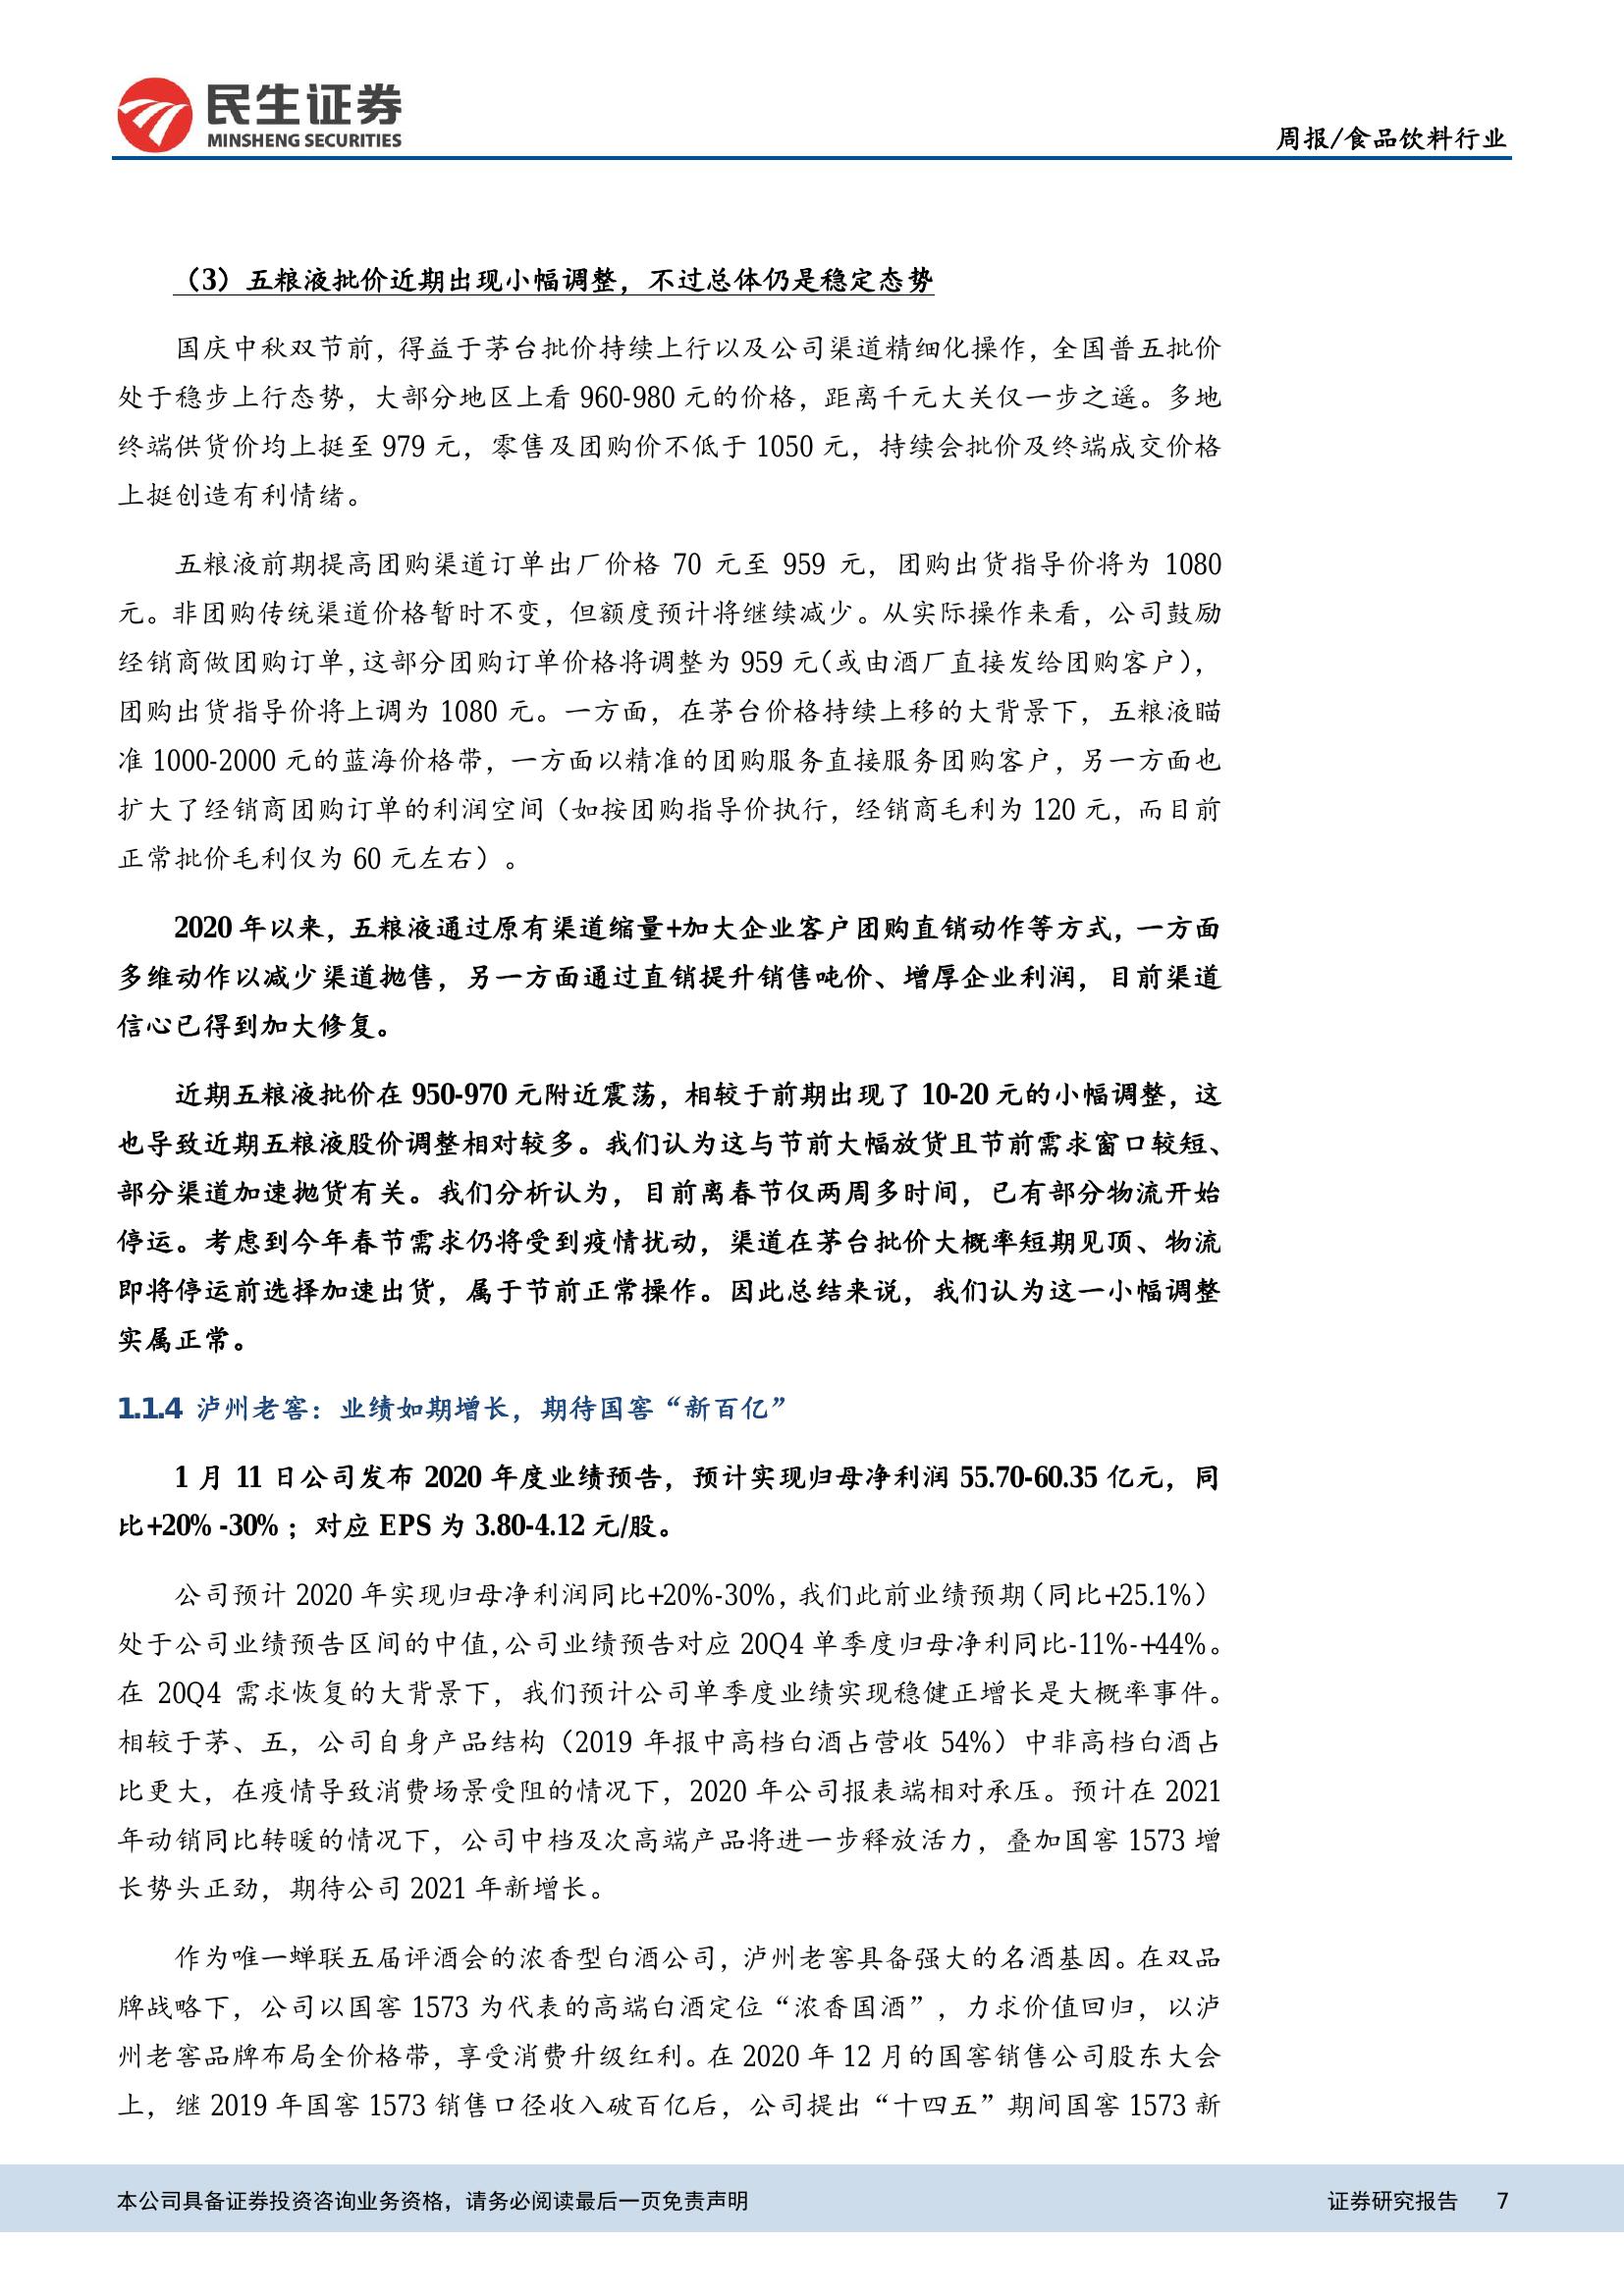 民生证券
MINSHENG SECURITIES
周报/食品饮料行业
（3）五粮液批价近期出现小幅调整，不过总体仍是稳定态势
国庆中秋双节前，得益于茅台批价持续上行以及公司渠道精细化操作，全国普五批价
处于稳步上行态势，大部分地区上看 960-980 元的价格，距离千元大关仅一步之遥。多地
终端供货价均上挺至 979 元，零售及团购价不低于 1050 元，持续会批价及终端成交价格
上挺创造有利情绪。
五粮液前期提高团购渠道订单出厂价格 70 元至 959 元，团购出货指导价将为 1080
元。非团购传统渠道价格暂时不变，但额度预计将继续减少。从实际操作来看，公司鼓励
经销商做团购订单，这部分团购订单价格将调整为 959 元（或由酒厂直接发给团购客户），
团购出货指导价将上调为 1080 元。一方面，在茅台价格持续上移的大背景下，五粮液瞄
准 1000-2000 元的蓝海价格带，一方面以精准的团购服务直接服务团购客户，另一方面也
扩大了经销商团购订单的利润空间（如按团购指导价执行，经销商毛利为 120 元，而目前
正常批价毛利仅为 60 元左右）。
2020 年以来，五粮液通过原有渠道缩量+加大企业客户团购直销动作等方式，一方面
多维动作以减少渠道抛售，另一方面通过直销提升销售吨价、增厚企业利润，目前渠道
信心已得到加大修复。
近期五粮液批价在 950-970 元附近震荡，相较于前期出现了 10-20 元的小幅调整，这
也导致近期五粮液股价调整相对较多。我们认为这与节前大幅放货且节前需求窗口较短、
部分渠道加速抛货有关。我们分析认为，目前离春节仅两周多时间，已有部分物流开始
停运。考虑到今年春节需求仍将受到疫情扰动，渠道在茅台批价大概率短期见顶、物流
即将停运前选择加速出货，属于节前正常操作。因此总结来说，我们认为这一小幅调整
实属正常。
1.1.4 泸州老窖：业绩如期增长，期待国窖“新百亿”
1 月 11 日公司发布 2020 年度业绩预告，预计实现归母净利润 55.70-60.35 亿元，同
比+20% -30%；对应 EPS 为 3.80-4.12 元/股。
公司预计 2020 年实现归母净利润同比+20%-30%，我们此前业绩预期（同比+25.1%）
处于公司业绩预告区间的中值，公司业绩预告对应 20Q4 单季度归母净利同比-11%-+44%。
在 20Q4 需求恢复的大背景下，我们预计公司单季度业绩实现稳健正增长是大概率事件。
相较于茅、五，公司自身产品结构（2019 年报中高档白酒占营收 54%）中非高档白酒占
比更大，在疫情导致消费场景受阻的情况下，2020 年公司报表端相对承压。预计在 2021
年动销同比转暖的情况下，公司中档及次高端产品将进一步释放活力，叠加国窖 1573 增
长势头正劲，期待公司 2021 年新增长。
作为唯一蝉联五届评酒会的浓香型白酒公司，泸州老窖具备强大的名酒基因。在双品
牌战略下，公司以国窖 1573 为代表的高端白酒定位“浓香国酒”，力求价值回归，以泸
州老窖品牌布局全价格带，享受消费升级红利。在 2020 年 12 月的国窖销售公司股东大会
上，继 2019 年国窖 1573 销售口径收入破百亿后，公司提出“十四五”期间国窖 1573 新
本公司具备证券投资咨询业务资格，请务必阅读最后一页免责声明
证券研究报告 7